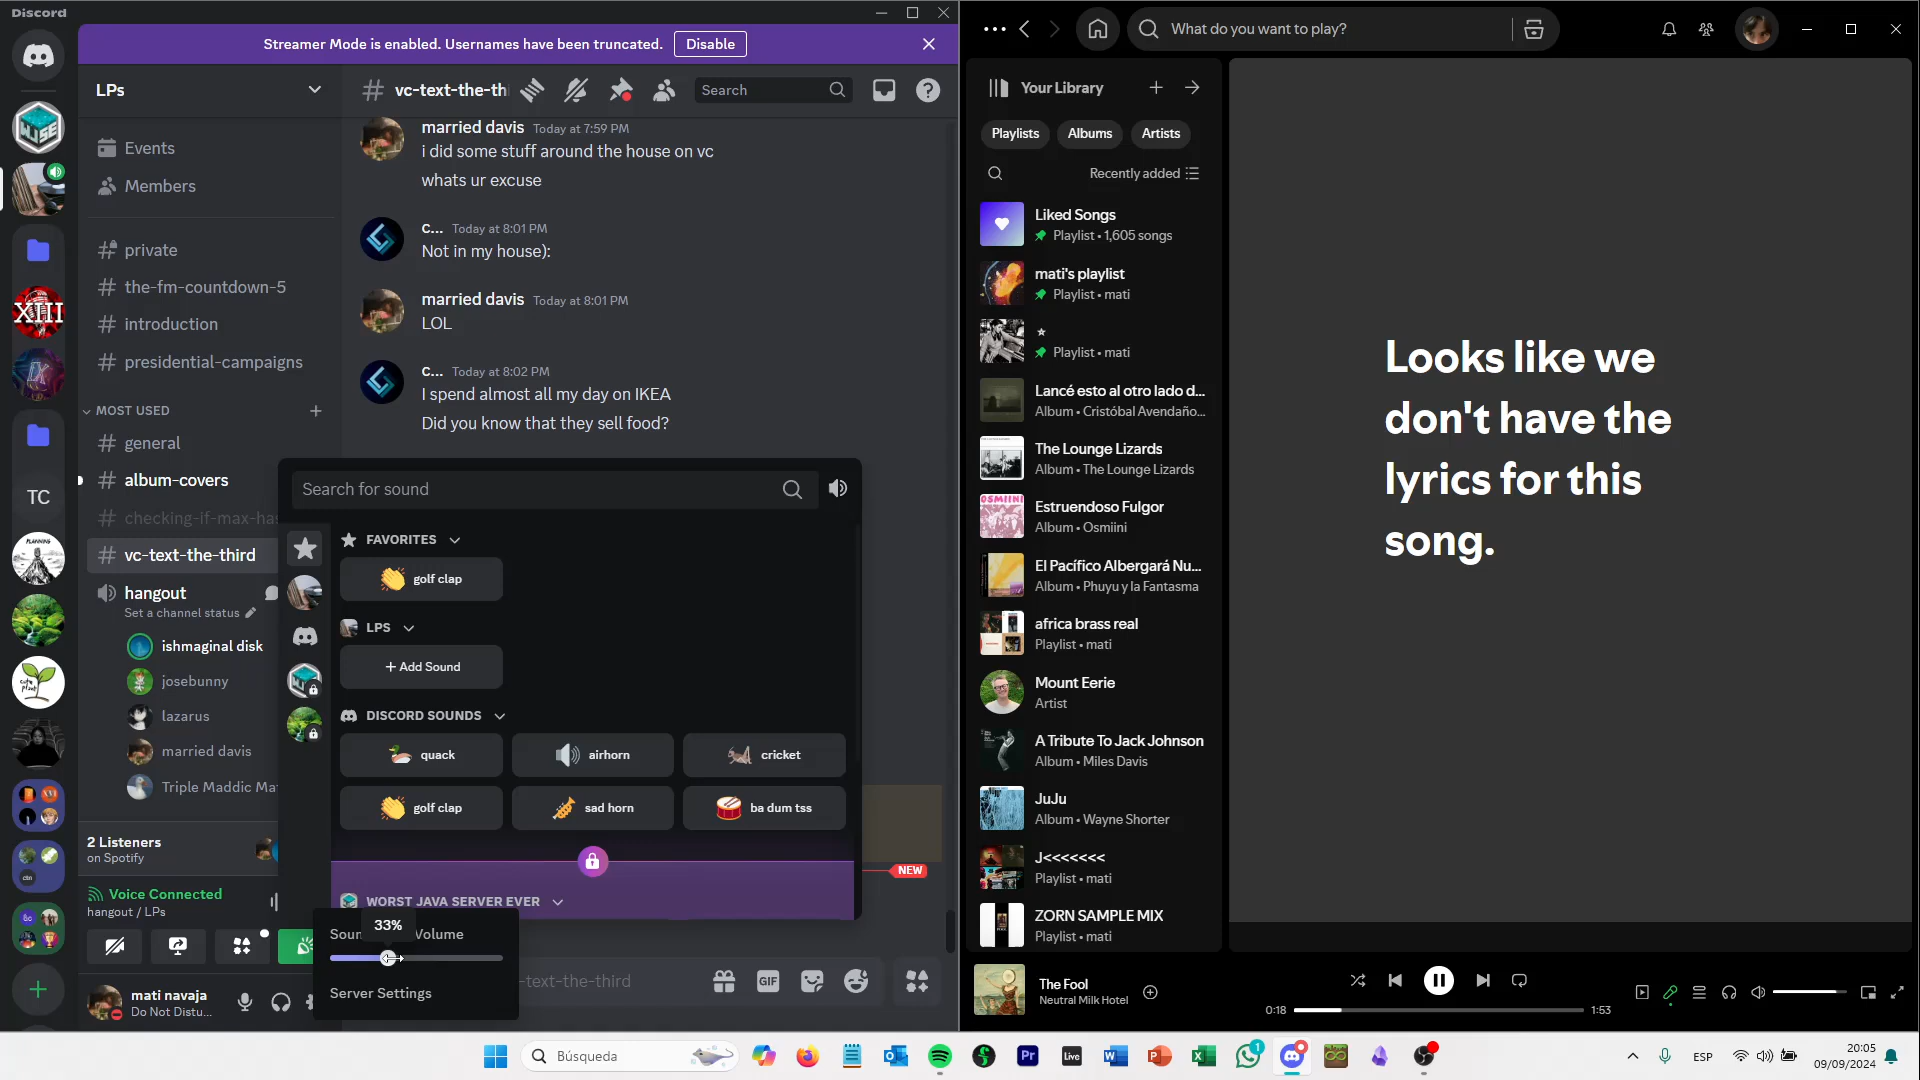 Discord
Streamer Mode is enabled. Usernames have been truncated.
Disable
LPs
vc-text-the-th
Search
Events
Members
private
the-fm-countdown-5
introduction
presidential-campaigns
MOST USED
general
album-covers
checking-if-max-has
vc-text-the-third
hangout
Set a channel status
ishmaginal disk
josebunny
lazarus
married davis
Triple Maddic Ma
2 Listeners
on Spotify
Voice Connected
hangout / LPs
mati navaja
Do Not Distu...
XIII
TC
PLANNING
married davis Today at 7:59 PM
i did some stuff around the house on vc
whats ur excuse
C... Today at 8:01 PM
Not in my house):
married davis Today at 8:01 PM
LOL
C... Today at 8:02 PM
I spend almost all my day on IKEA
Did you know that they sell food?
Search for sound
FAVORITES
golf clap
LPS
+ Add Sound
DISCORD SOUNDS
quack
airhorn
cricket
golf clap
sad horn
ba dum tss
NEW
WORST JAVA SERVER EVER
33%
Soun
Volume
Server Settings
-text-the-third
GIF
What do you want to play?
Your Library
Playlists
Albums
Artists
Recently added
Liked Songs
Playlist • 1,605 songs
mati's playlist
Playlist • mati
⭑
Playlist • mati
Lancé esto al otro lado d...
Album • Cristóbal Avendaño...
The Lounge Lizards
Album • The Lounge Lizards
Estruendoso Fulgor
Album • Osmiini
El Pacífico Albergará Nu...
Album • Phuyu y la Fantasma
africa brass real
Playlist • mati
Mount Eerie
Artist
A Tribute To Jack Johnson
Album • Miles Davis
JuJu
Album • Wayne Shorter
J<<<<<<<
Playlist • mati
ZORN SAMPLE MIX
Playlist • mati
Looks like we
don't have the
lyrics for this
song.
The Fool
Neutral Milk Hotel
0:18
1:53
Búsqueda
Pr
Live
1
ESP
20:05
09/09/2024